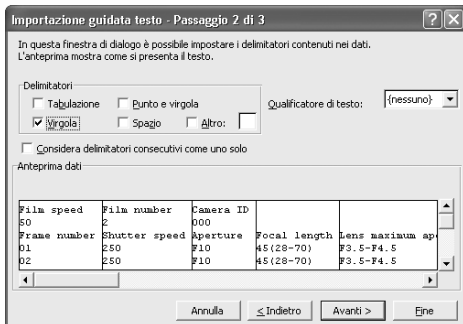 Importazione guidata testo - Passaggio 2 di 3
In questa finestra di dialogo è possibile impostare i delimitatori contenuti nei dati.
L'anteprima mostra come si presenta il testo.
Delimitatori
Tabulazione Punto e virgola
Virgola Spazio Altro:
Qualificatore di testo: {nessuno}
Considera delimitatori consecutivi come uno solo
Anteprima dati
Film speed Film number Camera ID
50 2 000
Frame number Shutter speed Aperture Focal length Lens maximum ape
01 250 F10 45(28-70) F3.5-F4.5
02 250 F10 45(28-70) F3.5-F4.5
Annulla < Indietro Avanti > Fine